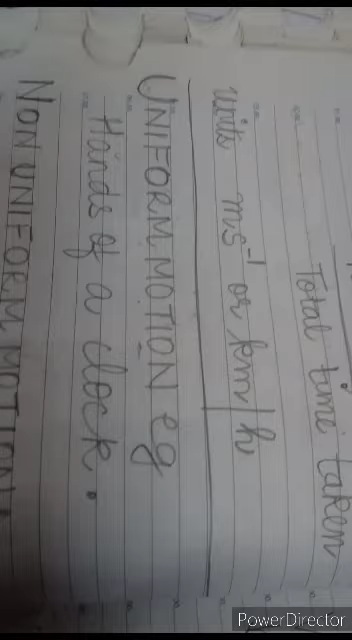 Total time taken
units ms⁻¹ or km/h
UNIFORM MOTION eg
Hands of a clock.
NON UNIFORM MOTION
PowerDirector